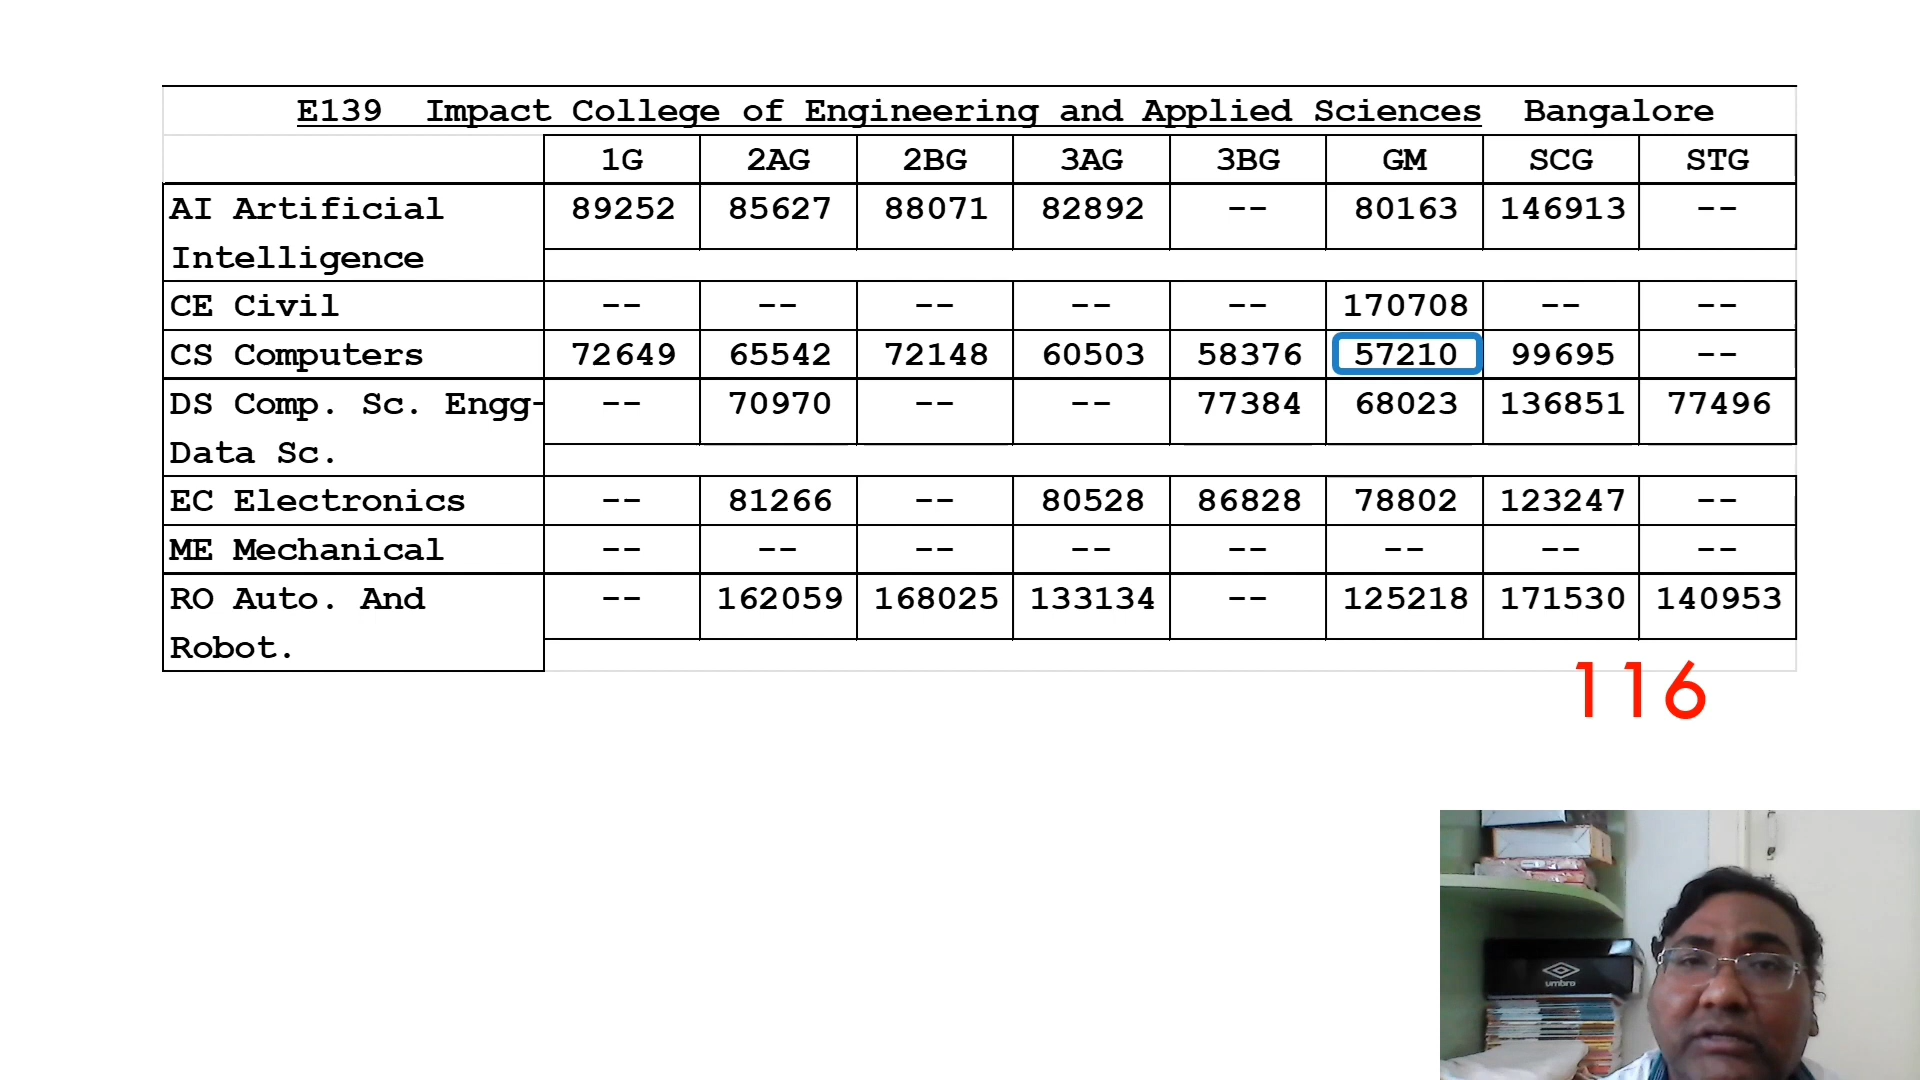 E139 Impact College of Engineering and Applied Sciences Bangalore
1G 2AG 2BG 3AG 3BG GM SCG STG
AI Artificial Intelligence 89252 85627 88071 82892 -- 80163 146913 --
CE Civil -- -- -- -- -- 170708 -- --
CS Computers 72649 65542 72148 60503 58376 57210 99695 --
DS Comp. Sc. Engg- Data Sc. -- 70970 -- -- 77384 68023 136851 77496
EC Electronics -- 81266 -- 80528 86828 78802 123247 --
ME Mechanical -- -- -- -- -- -- -- --
RO Auto. And Robot. -- 162059 168025 133134 -- 125218 171530 140953
116
umbro